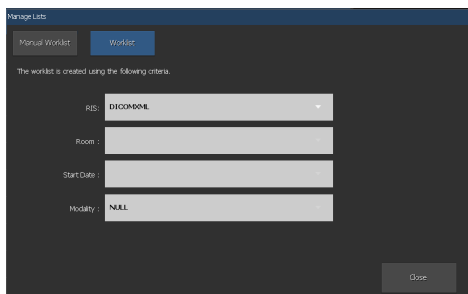 Manage Lists
Manual Worklist
Worklist
The worklist is created using the following criteria.
RIS: DICOMXML
Room :
Start Date :
Modality : NULL
Close